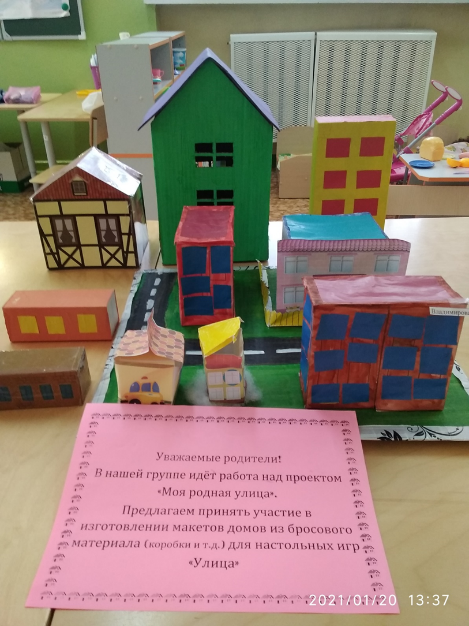 Владимиро
Уважаемые родители!
В нашей группе идёт работа над проектом
«Моя родная улица».
Предлагаем принять участие в
изготовлении макетов домов из бросового
материала (коробки и т.д.) для настольных игр
«Улица»
2021/01/20 13:37